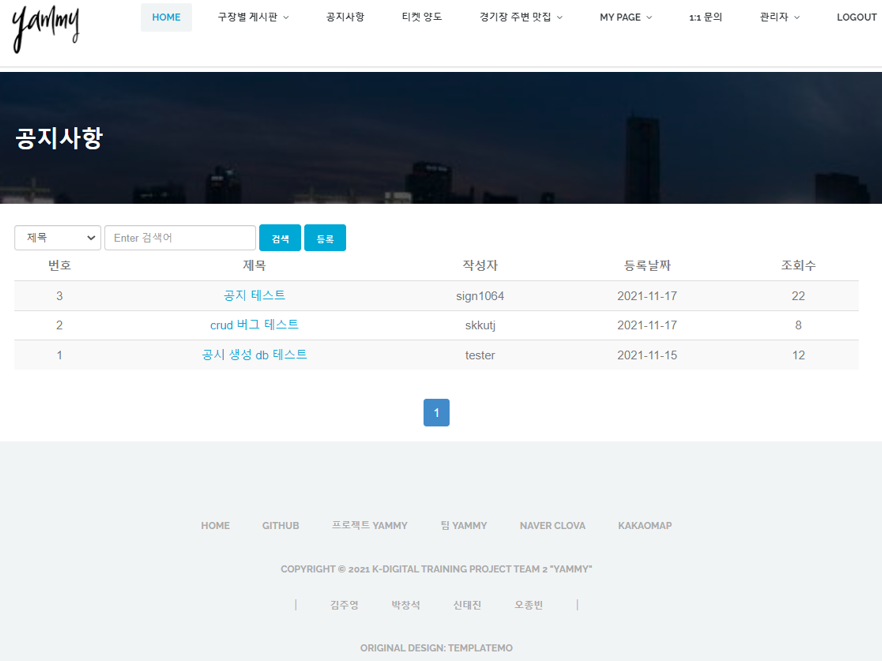 yammy
HOME 구장별 게시판 공지사항 티켓 양도 경기장 주변 맛집 MY PAGE 1:1 문의 관리자 LOGOUT
공지사항
제목 Enter 검색어 검색 등록
번호 제목 작성자 등록날짜 조회수
3 공지 테스트 sign1064 2021-11-17 22
2 crud 버그 테스트 skkutj 2021-11-17 8
1 공시 생성 db 테스트 tester 2021-11-15 12
1
HOME GITHUB 프로젝트 YAMMY 팀 YAMMY NAVER CLOVA KAKAOMAP
COPYRIGHT © 2021 K-DIGITAL TRAINING PROJECT TEAM 2 "YAMMY"
| 김주영 박창석 신태진 오종빈 |
ORIGINAL DESIGN: TEMPLATEMO